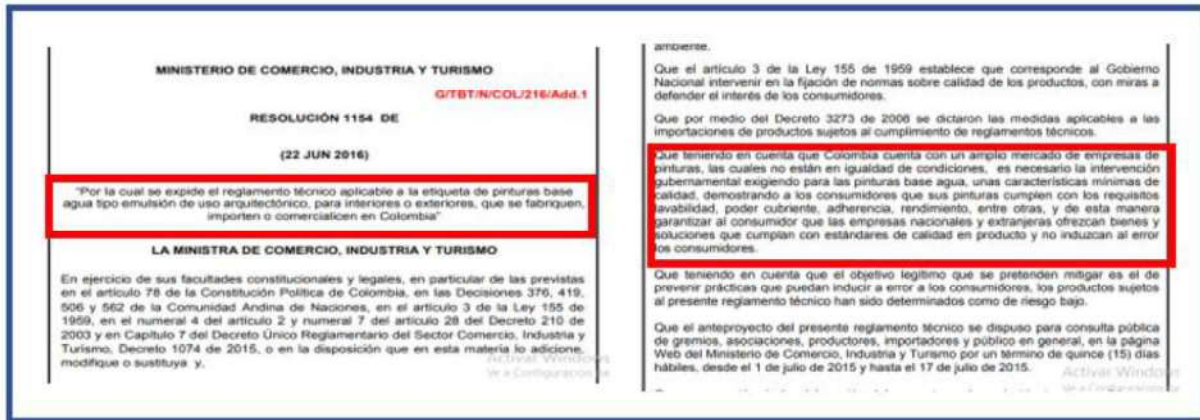 MINISTERIO DE COMERCIO, INDUSTRIA Y TURISMO
G/TBT/N/COL/216/Add.1
RESOLUCIÓN 1154 DE
(22 JUN 2016)
"Por la cual se expide el reglamento técnico aplicable a la etiqueta de pinturas base
agua tipo emulsión de uso arquitectónico, para interiores o exteriores, que se fabriquen,
importen o comercialicen en Colombia"
LA MINISTRA DE COMERCIO, INDUSTRIA Y TURISMO
En ejercicio de sus facultades constitucionales y legales, en particular de las previstas
en el artículo 78 de la Constitución Política de Colombia, en las Decisiones 376, 419,
506 y 562 de la Comunidad Andina de Naciones, en el artículo 3 de la Ley 155 de
1959, en el numeral 4 del artículo 2 y numeral 7 del artículo 28 del Decreto 210 de
2003 y en Capítulo 7 del Decreto Único Reglamentario del Sector Comercio, Industria y
Turismo, Decreto 1074 de 2015, o en la disposición que en esta materia lo adicione,
modifique o sustituya y,
Activar Windows
Ve a Configuración
ambiente.
Que el artículo 3 de la Ley 155 de 1959 establece que corresponde al Gobierno
Nacional intervenir en la fijación de normas sobre calidad de los productos, con miras a
defender el interés de los consumidores.
Que por medio del Decreto 3273 de 2008 se dictaron las medidas aplicables a las
importaciones de productos sujetos al cumplimiento de reglamentos técnicos.
Que teniendo en cuenta que Colombia cuenta con un amplio mercado de empresas de
pinturas, las cuales no están en igualdad de condiciones, es necesario la intervención
gubernamental exigiendo para las pinturas base agua, unas características mínimas de
calidad, demostrando a los consumidores que sus pinturas cumplen con los requisitos
lavabilidad, poder cubriente, adherencia, rendimiento, entre otras, y de esta manera
garantizar al consumidor que las empresas nacionales y extranjeras ofrezcan bienes y
soluciones que cumplan con estándares de calidad en producto y no induzcan al error
los consumidores.
Que teniendo en cuenta que el objetivo legítimo que se pretenden mitigar es el de
prevenir prácticas que puedan inducir a error a los consumidores, los productos sujetos
al presente reglamento técnico han sido determinados como de riesgo bajo.
Que el anteproyecto del presente reglamento técnico se dispuso para consulta pública
de gremios, asociaciones, productores, importadores y público en general, en la página
Web del Ministerio de Comercio, Industria y Turismo por un término de quince (15) días
hábiles, desde el 1 de julio de 2015 y hasta el 17 de julio de 2015.
Activar Windows